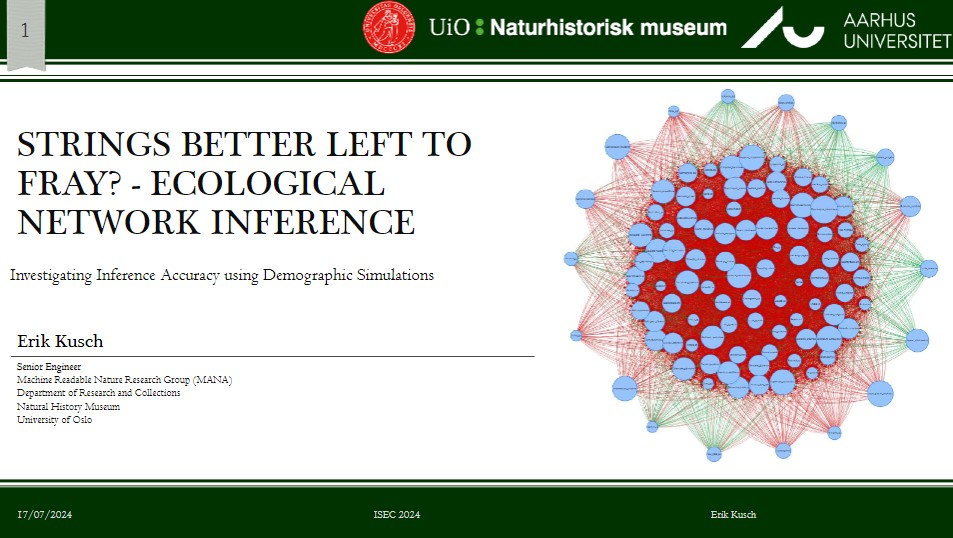 1
UiO : Naturhistorisk museum
AARHUS
UNIVERSITET
STRINGS BETTER LEFT TO
FRAY? - ECOLOGICAL
NETWORK INFERENCE
Investigating Inference Accuracy using Demographic Simulations
Erik Kusch
Senior Engineer
Machine Readable Nature Research Group (MANA)
Department of Research and Collections
Natural History Museum
University of Oslo
17/07/2024
ISEC 2024
Erik Kusch